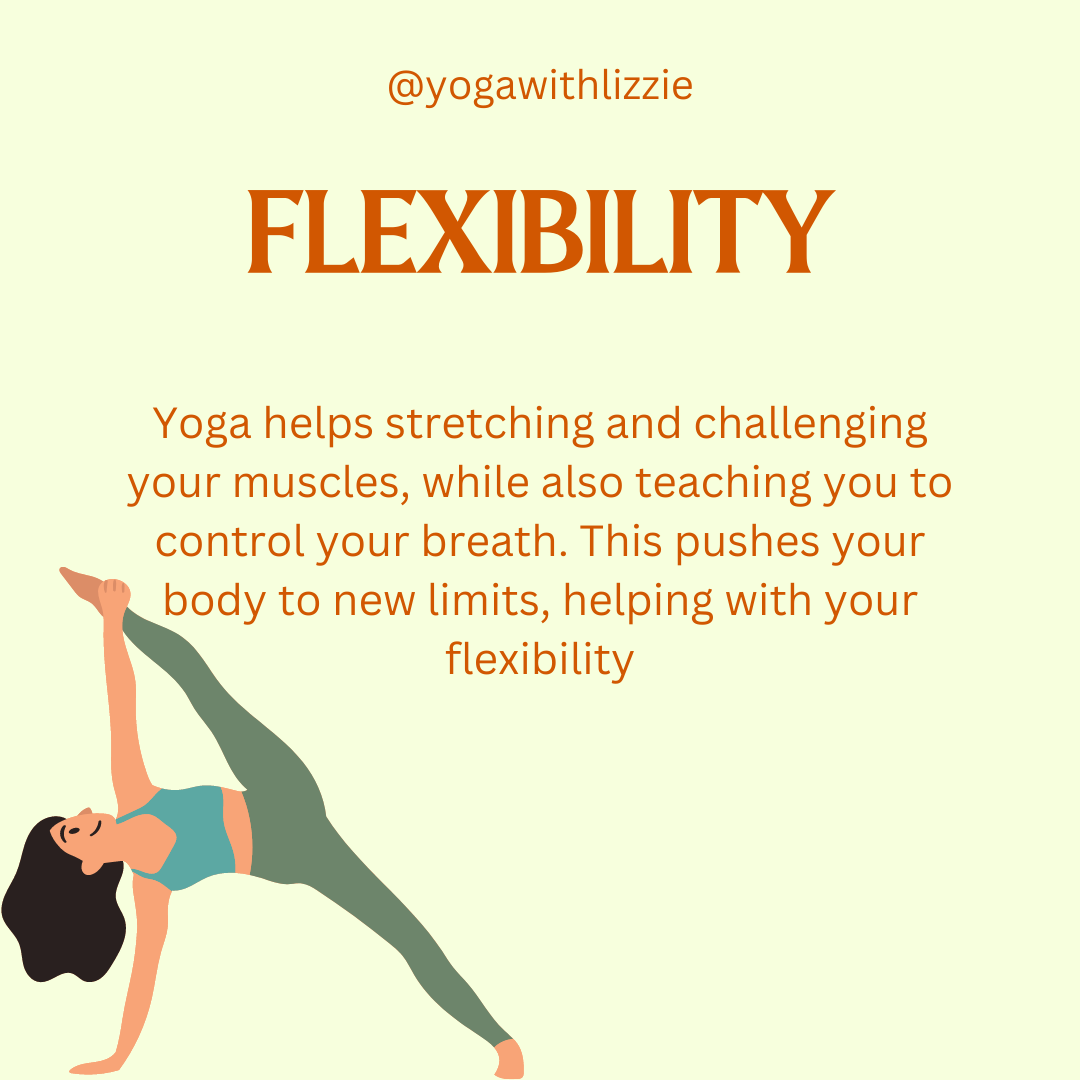 @yogawithlizzie
FLEXIBILITY
Yoga helps stretching and challenging
your muscles, while also teaching you to
control your breath. This pushes your
body to new limits, helping with your
flexibility